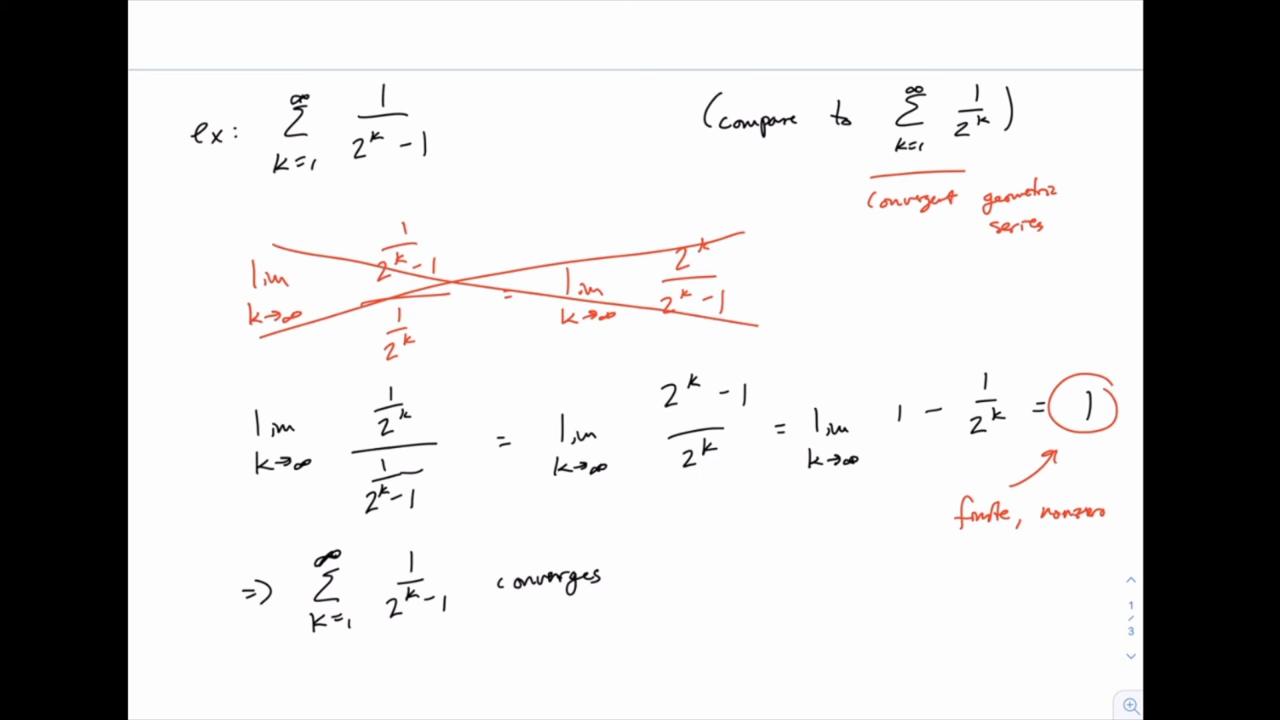 ex: ∑_{k=1}^{∞} 1/(2^k - 1) (compare to ∑_{k=1}^{∞} 1/2^k)
convergent geometric
series
lim_{k→∞} (1/(2^k - 1))/(1/2^k) = lim_{k→∞} 2^k/(2^k - 1)
lim_{k→∞} (1/2^k)/(1/(2^k - 1)) = lim_{k→∞} (2^k - 1)/2^k = lim_{k→∞} 1 - 1/2^k = 1
finite, nonzero
=> ∑_{k=1}^{∞} 1/(2^k - 1) converges
1
/
3